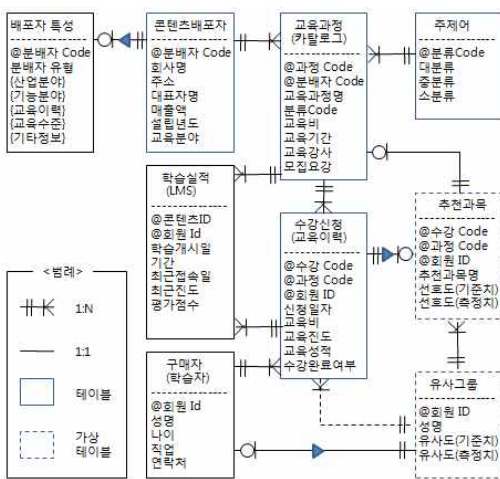 배포자 특성
@분배자 Code
분배자 유형
{산업분야}
{기능분야}
{교육이력}
{교육수준}
{기타정보}
콘텐츠배포자
@분배자 Code
회사명
주소
대표자명
매출액
설립년도
교육분야
교육과정
(카탈로그)
@과정 Code
@분배자 Code
교육과정명
분류Code
교육비
교육기간
교육강사
모집요강
주제어
@분류Code
대분류
중분류
소분류
학습실적
(LMS)
@콘텐츠ID
@회원 Id
학습개시일
기간
최근접속일
최근진도
평가점수
수강신청
(교육이력)
@수강 Code
@과정 Code
@회원 ID
신청일자
교육비
교육진도
교육성적
수강완료여부
추천과목
@수강 Code
@과정 Code
@회원 ID
추천과목명
선호도(기준치)
선호도(측정치)
<범례>
1:N
1:1
테이블
가상
테이블
구매자
(학습자)
@회원 Id
성명
나이
직업
연락처
유사그룹
@회원 ID
성명
유사도(기준치)
유사도(측정치)